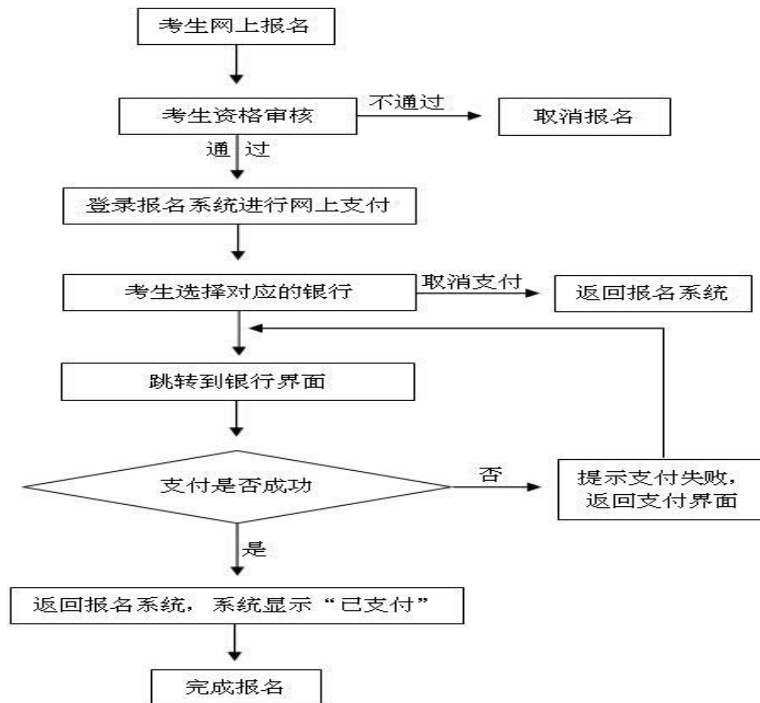 考生网上报名
考生资格审核
不通过
取消报名
通 过
登录报名系统进行网上支付
考生选择对应的银行
取消支付
返回报名系统
跳转到银行界面
支付是否成功
否
提示支付失败，
返回支付界面
是
返回报名系统，系统显示“已支付”
完成报名